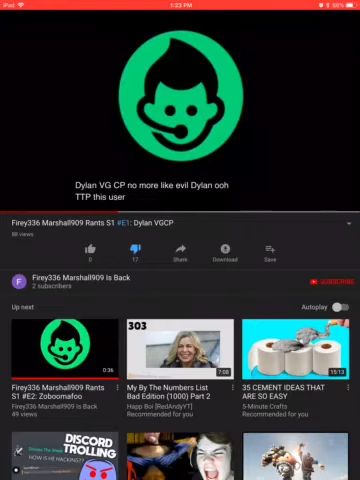 iPad
1:23 PM
66%
Dylan VG CP no more like evil Dylan ooh
TTP this user
Firey336 Marshall909 Rants S1 #E1: Dylan VGCP
88 views
0
17
Share
Download
Save
F
Firey336 Marshall909 Is Back
2 subscribers
SUBSCRIBE
Up next
Autoplay
0:36
Firey336 Marshall909 Rants
S1 #E2: Zoboomafoo
Firey336 Marshall909 Is Back
49 views
303
7:08
My By The Numbers List
Bad Edition (1000) Part 2
Happ Boi [RedAndyYT]
Recommended for you
15:13
35 CEMENT IDEAS THAT
ARE SO EASY
5-Minute Crafts
Recommended for you
DISCORD
TROLLING
HOW IS HE HACKING??